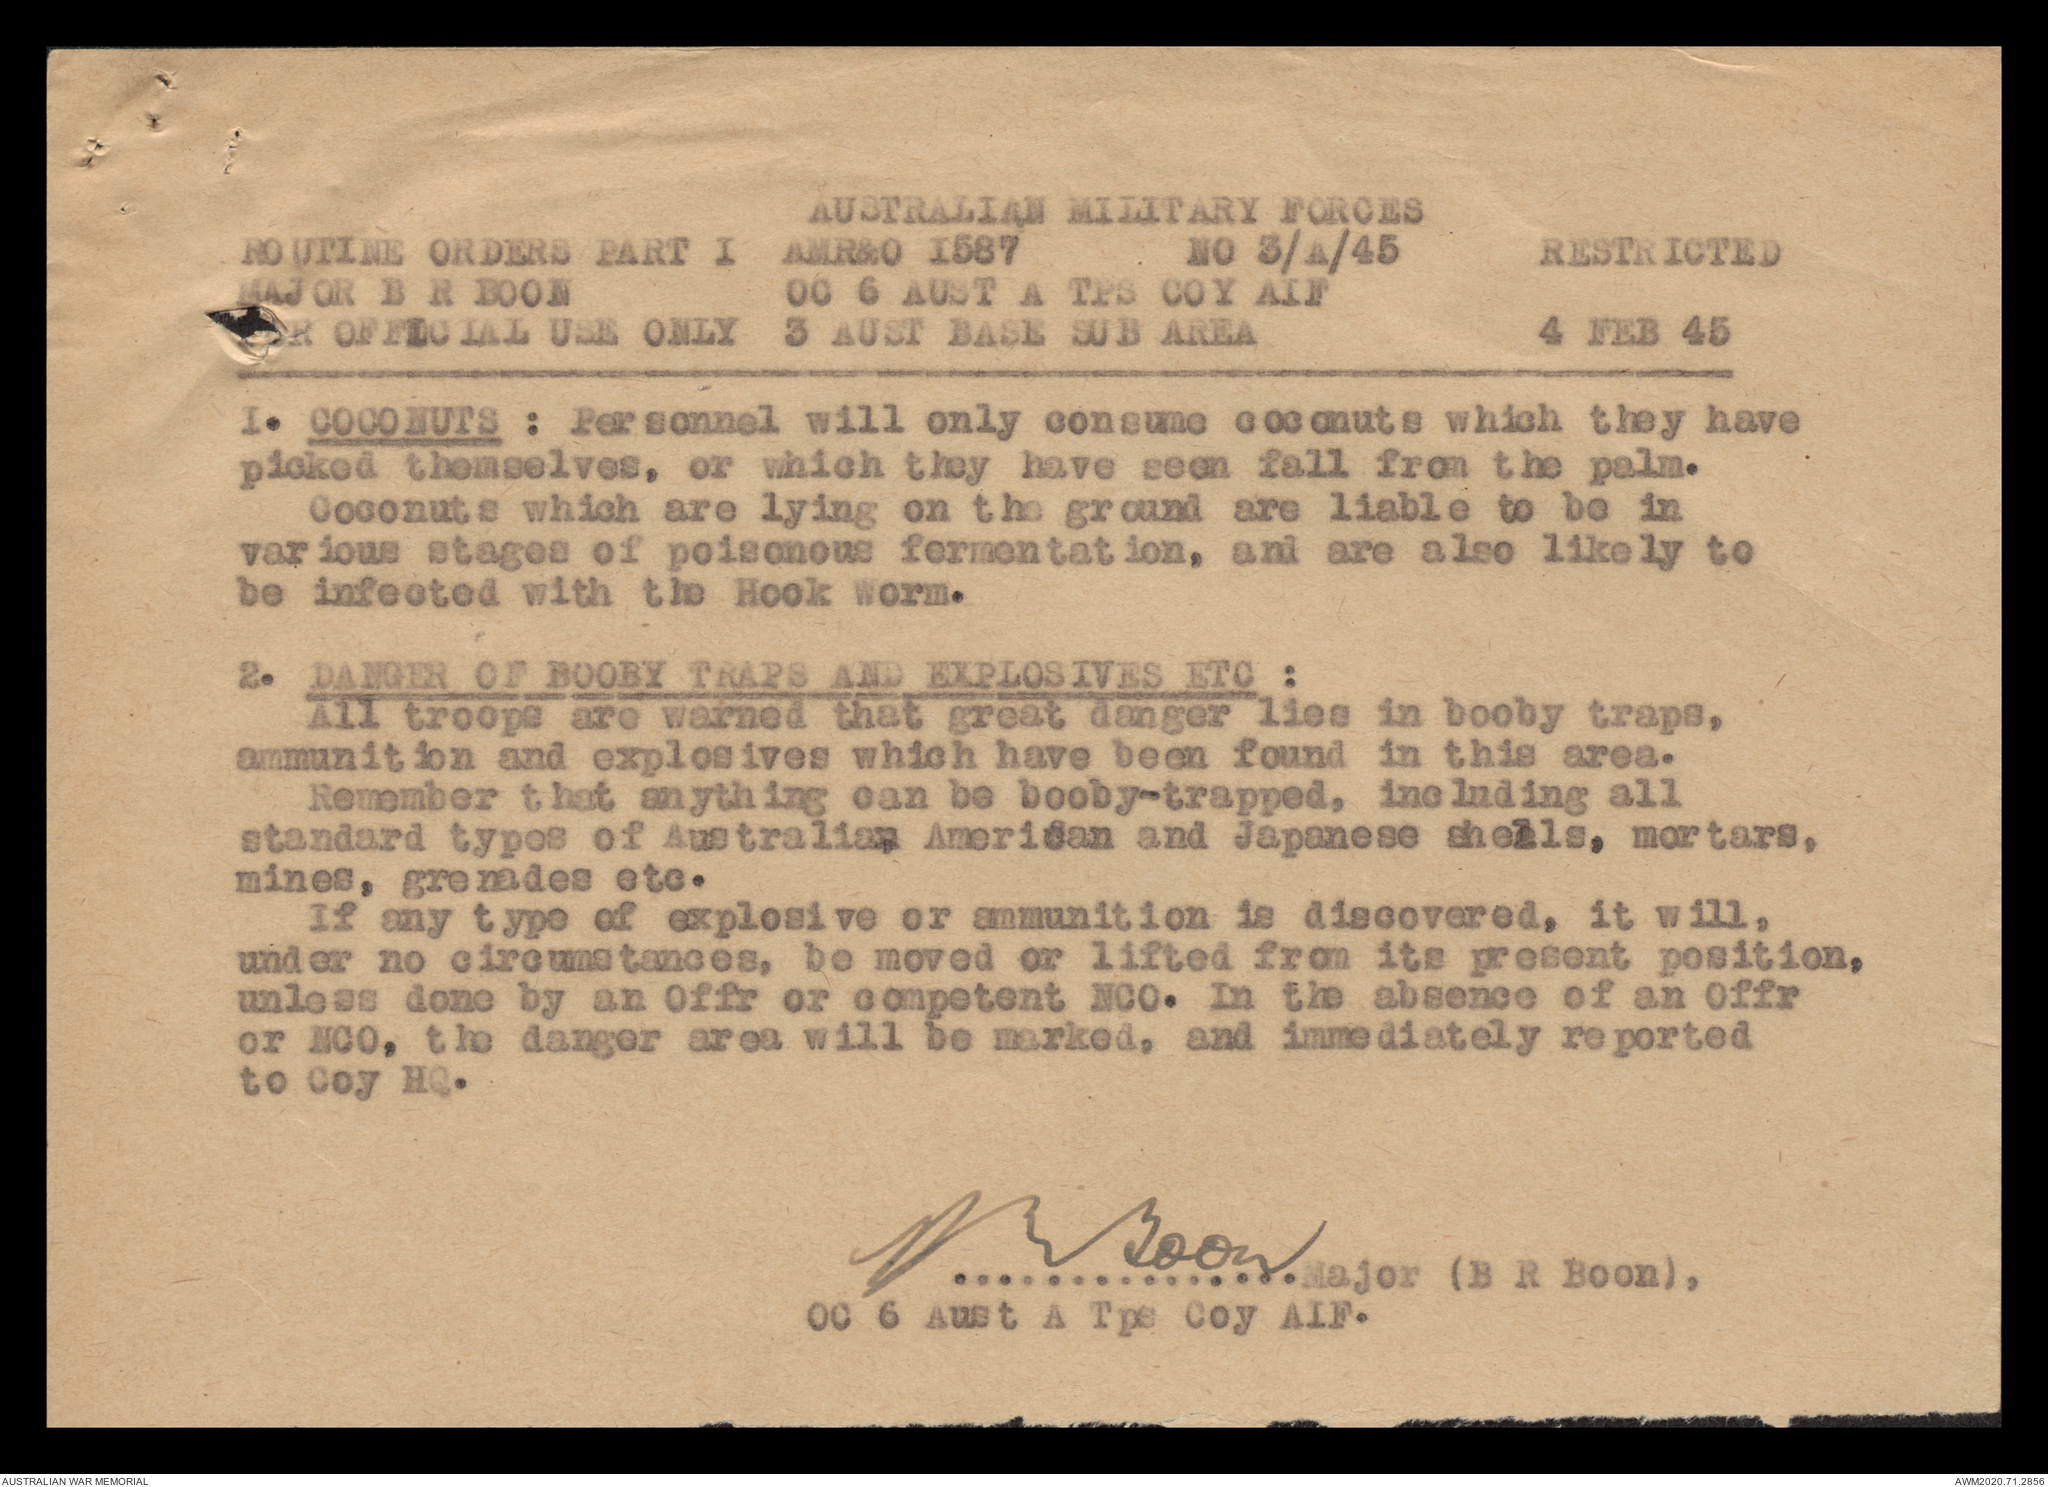 AUSTRALIAN MILITARY FORCES
ROUTINE ORDERS PART I AMR&O 1587 NO 3/A/45 RESTRICTED
MAJOR B R BOON OC 6 AUST A TPS COY AIF
R OFFICIAL USE ONLY 3 AUST BASE SUB AREA 4 FEB 45
1. COCONUTS : Personnel will only consume coconuts which they have
picked themselves, or which they have seen fall from the palm.
Coconuts which are lying on the ground are liable to be in
various stages of poisonous fermentation, and are also likely to
be infected with the Hook Worm.
2. DANGER OF BOOBY TRAPS AND EXPLOSIVES ETC :
All troops are warned that great danger lies in booby traps,
ammunition and explosives which have been found in this area.
Remember that anything can be booby-trapped, including all
standard types of Australian, American and Japanese shells, mortars,
mines, grenades etc.
If any type of explosive or ammunition is discovered, it will,
under no circumstances, be moved or lifted from its present position,
unless done by an Offr or competent NCO. In the absence of an Offr
or NCO, the danger area will be marked, and immediately reported
to Coy HQ.
B R Boon
...............Major (B R Boon),
OC 6 Aust A Tps Coy AIF.
AUSTRALIAN WAR MEMORIAL AWM2020.71.2856